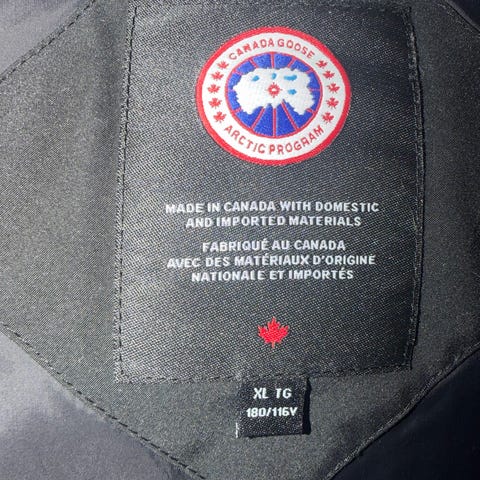 CANADA GOOSE
ARCTIC PROGRAM
MADE IN CANADA WITH DOMESTIC
AND IMPORTED MATERIALS
FABRIQUÉ AU CANADA
AVEC DES MATÉRIAUX D'ORIGINE
NATIONALE ET IMPORTÉS
XL TG
180/116Y